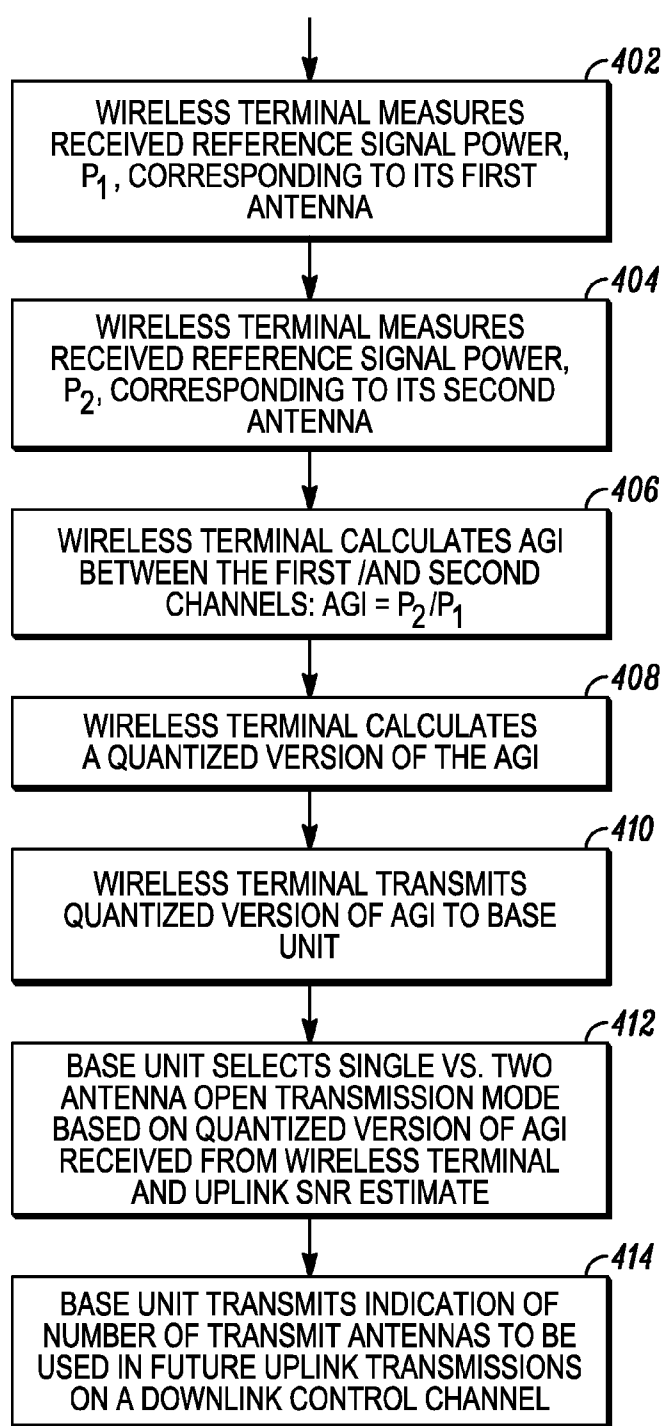 402
WIRELESS TERMINAL MEASURES
RECEIVED REFERENCE SIGNAL POWER,
P1, CORRESPONDING TO ITS FIRST
ANTENNA
404
WIRELESS TERMINAL MEASURES
RECEIVED REFERENCE SIGNAL POWER,
P2, CORRESPONDING TO ITS SECOND
ANTENNA
406
WIRELESS TERMINAL CALCULATES AGI
BETWEEN THE FIRST /AND SECOND
CHANNELS: AGI = P2/P1
408
WIRELESS TERMINAL CALCULATES
A QUANTIZED VERSION OF THE AGI
410
WIRELESS TERMINAL TRANSMITS
QUANTIZED VERSION OF AGI TO BASE
UNIT
412
BASE UNIT SELECTS SINGLE VS. TWO
ANTENNA OPEN TRANSMISSION MODE
BASED ON QUANTIZED VERSION OF AGI
RECEIVED FROM WIRELESS TERMINAL
AND UPLINK SNR ESTIMATE
414
BASE UNIT TRANSMITS INDICATION OF
NUMBER OF TRANSMIT ANTENNAS TO BE
USED IN FUTURE UPLINK TRANSMISSIONS
ON A DOWNLINK CONTROL CHANNEL